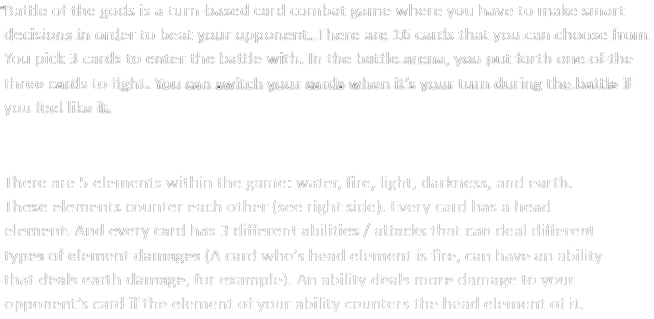 "Battle of the gods is a turn-based card combat game where you have to make smart
decisions in order to beat your opponent. There are 16 cards that you can choose from.
You pick 3 cards to enter the battle with. In the battle arena, you put forth one of the
three cards to fight. You can switch your cards when it's your turn during the battle if
you feel like it.
There are 5 elements within the game: water, fire, light, darkness, and earth.
These elements counter each other (see right side). Every card has a head
element. And every card has 3 different abilities / attacks that can deal different
types of element damages (A card who's head element is fire, can have an ability
that deals earth damage, for example). An ability deals more damage to your
opponent's card if the element of your ability counters the head element of it.